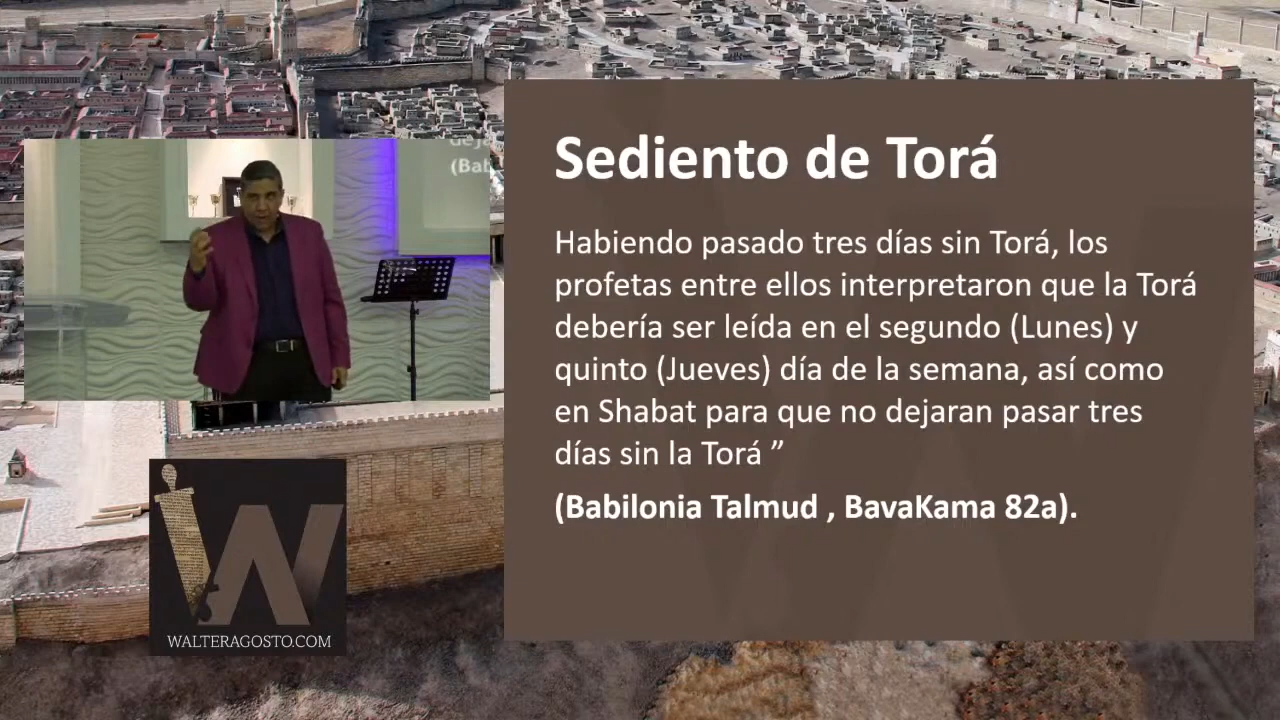 Sediento de Torá
Habiendo pasado tres días sin Torá, los
profetas entre ellos interpretaron que la Torá
debería ser leída en el segundo (Lunes) y
quinto (Jueves) día de la semana, así como
en Shabat para que no dejaran pasar tres
días sin la Torá ”
(Babilonia Talmud , BavaKama 82a).
(Bab
W
WALTERAGOSTO.COM